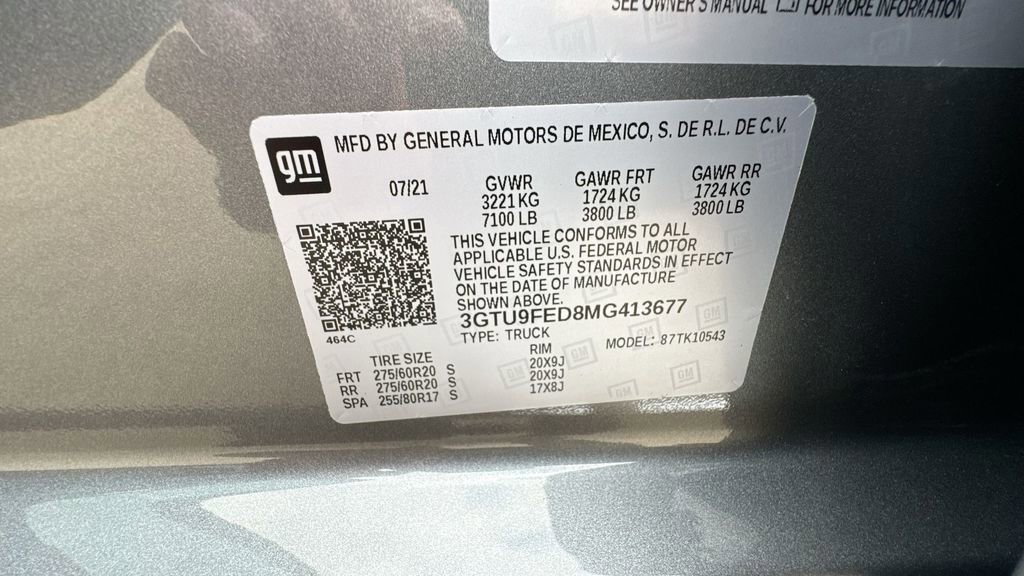 SEE OWNER'S MANUAL FOR MORE INFORMATION
gm
MFD BY GENERAL MOTORS DE MEXICO, S. DE R.L. DE C.V.
07/21
GVWR GAWR FRT GAWR RR
3221 KG 1724 KG 1724 KG
7100 LB 3800 LB 3800 LB
THIS VEHICLE CONFORMS TO ALL
APPLICABLE U.S. FEDERAL MOTOR
VEHICLE SAFETY STANDARDS IN EFFECT
ON THE DATE OF MANUFACTURE
SHOWN ABOVE.
3GTU9FED8MG413677
TYPE: TRUCK MODEL: 87TK10543
464C
TIRE SIZE RIM
FRT 275/60R20 S 20X9J
RR 275/60R20 S 20X9J
SPA 255/80R17 S 17X8J